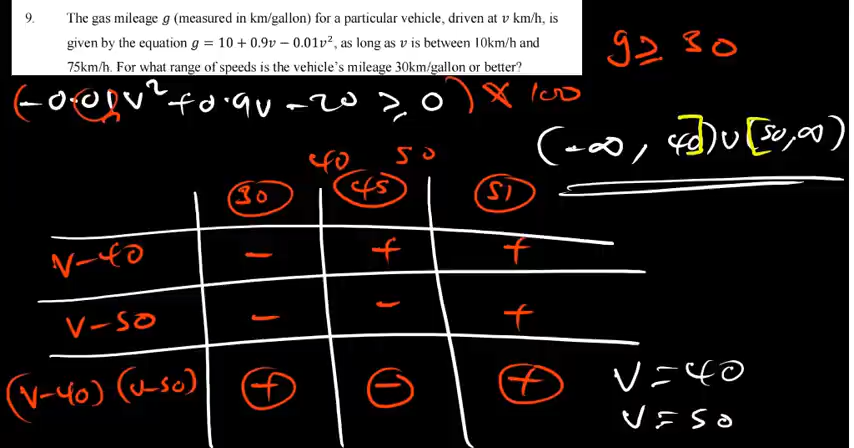 9. The gas mileage g (measured in km/gallon) for a particular vehicle, driven at v km/h, is
given by the equation g = 10 + 0.9v − 0.01v², as long as v is between 10km/h and
75km/h. For what range of speeds is the vehicle's mileage 30km/gallon or better?
g ≥ 30
(-0.01v² + 0.9v - 20 ≥ 0) × 100
(-∞, 40]) ∪ [50, ∞)
40 50
30 45 51
v-40 - + +
v-50 - - +
(v-40) (v-50) + - +
v = 40
v = 50